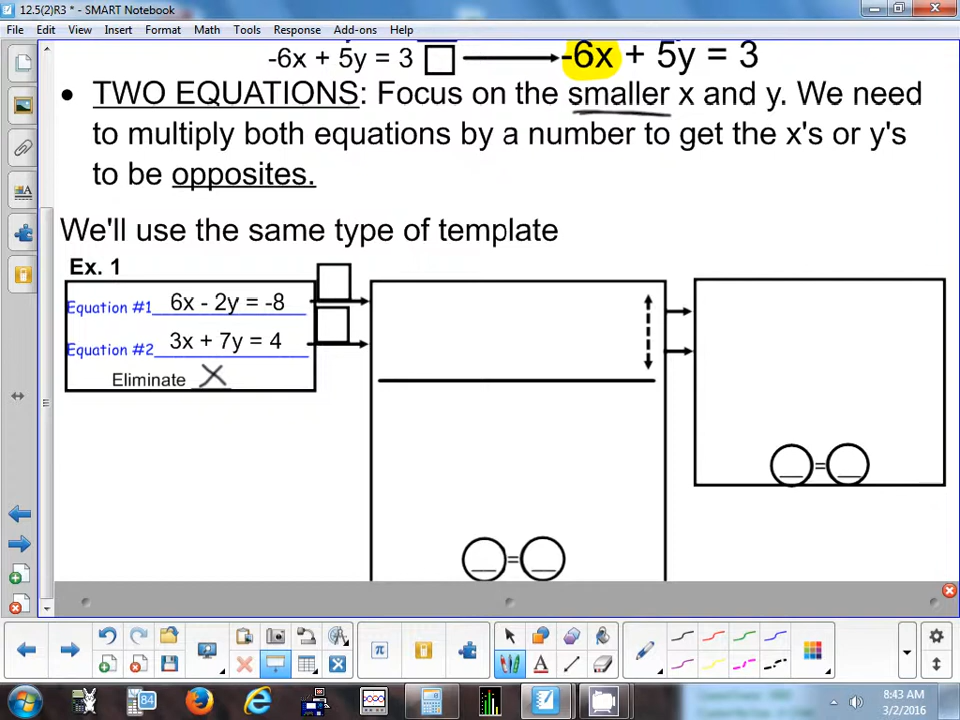 12.5(2)R3 * - SMART Notebook
File Edit View Insert Format Math Tools Response Addons Help
-6x + 5y = 3 -6x + 5y = 3
• TWO EQUATIONS: Focus on the smaller x and y. We need
to multiply both equations by a number to get the x's or y's
to be opposites.
We'll use the same type of template
Ex. 1
Equation #1 6x - 2y = -8
Equation #2 3x + 7y = 4
Eliminate X
=
=
84
8:43 AM
3/2/2016